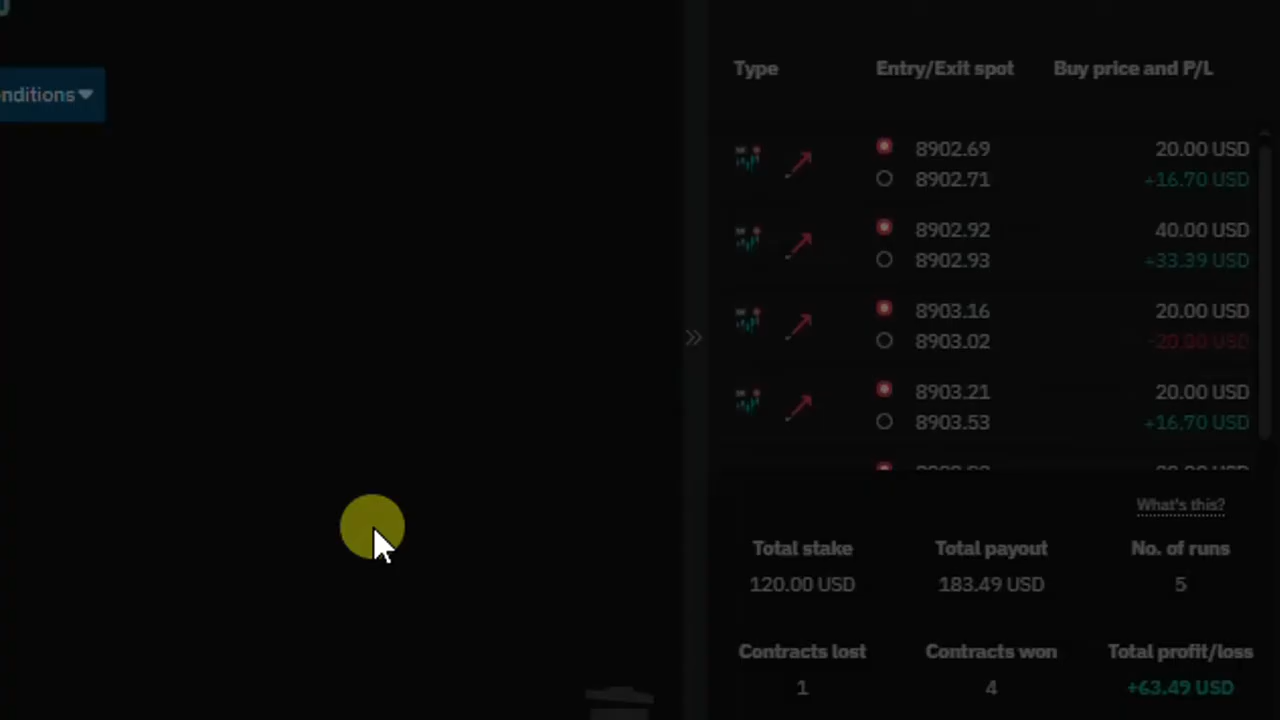 Type Entry/Exit spot Buy price and P/L
nditions
8902.69 20.00 USD
8902.71 +16.70 USD
8902.92 40.00 USD
8902.93 +33.39 USD
8903.16 20.00 USD
8903.02 -20.00 USD
8903.21 20.00 USD
8903.53 +16.70 USD
What's this?
Total stake Total payout No. of runs
120.00 USD 183.49 USD 5
Contracts lost Contracts won Total profit/loss
1 4 +63.49 USD